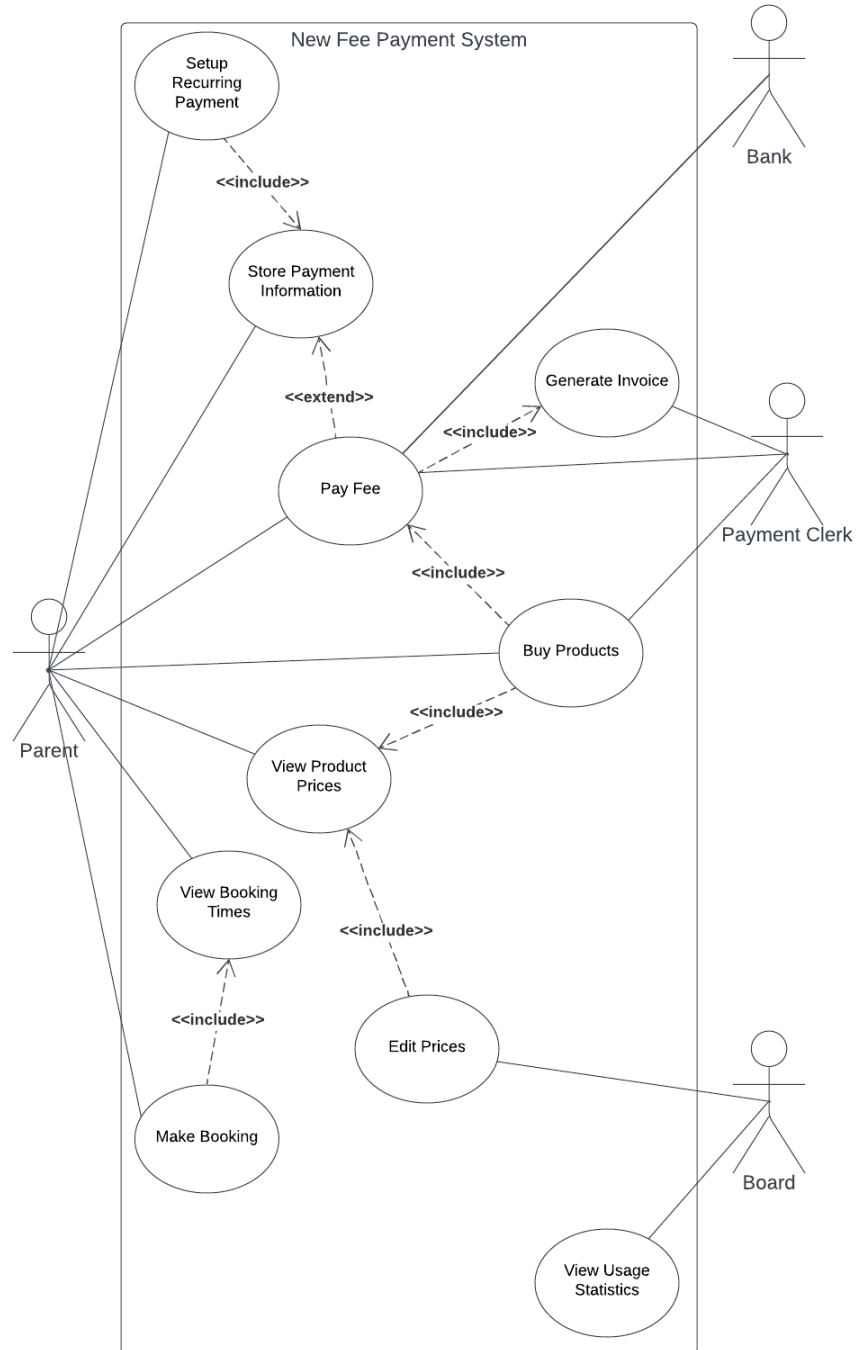 New Fee Payment System
Setup
Recurring
Payment
Bank
<<include>>
Store Payment
Information
Generate Invoice
<<extend>>
<<include>>
Pay Fee
Payment Clerk
<<include>>
Buy Products
<<include>>
Parent
View Product
Prices
View Booking
Times
<<include>>
<<include>>
Edit Prices
Make Booking
Board
View Usage
Statistics